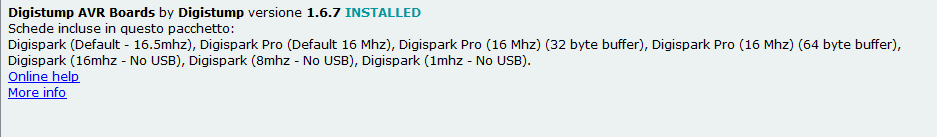 Digistump AVR Boards by Digistump versione 1.6.7 INSTALLED
Schede incluse in questo pacchetto:
Digispark (Default - 16.5mhz), Digispark Pro (Default 16 Mhz), Digispark Pro (16 Mhz) (32 byte buffer), Digispark Pro (16 Mhz) (64 byte buffer),
Digispark (16mhz - No USB), Digispark (8mhz - No USB), Digispark (1mhz - No USB).
Online help
More info